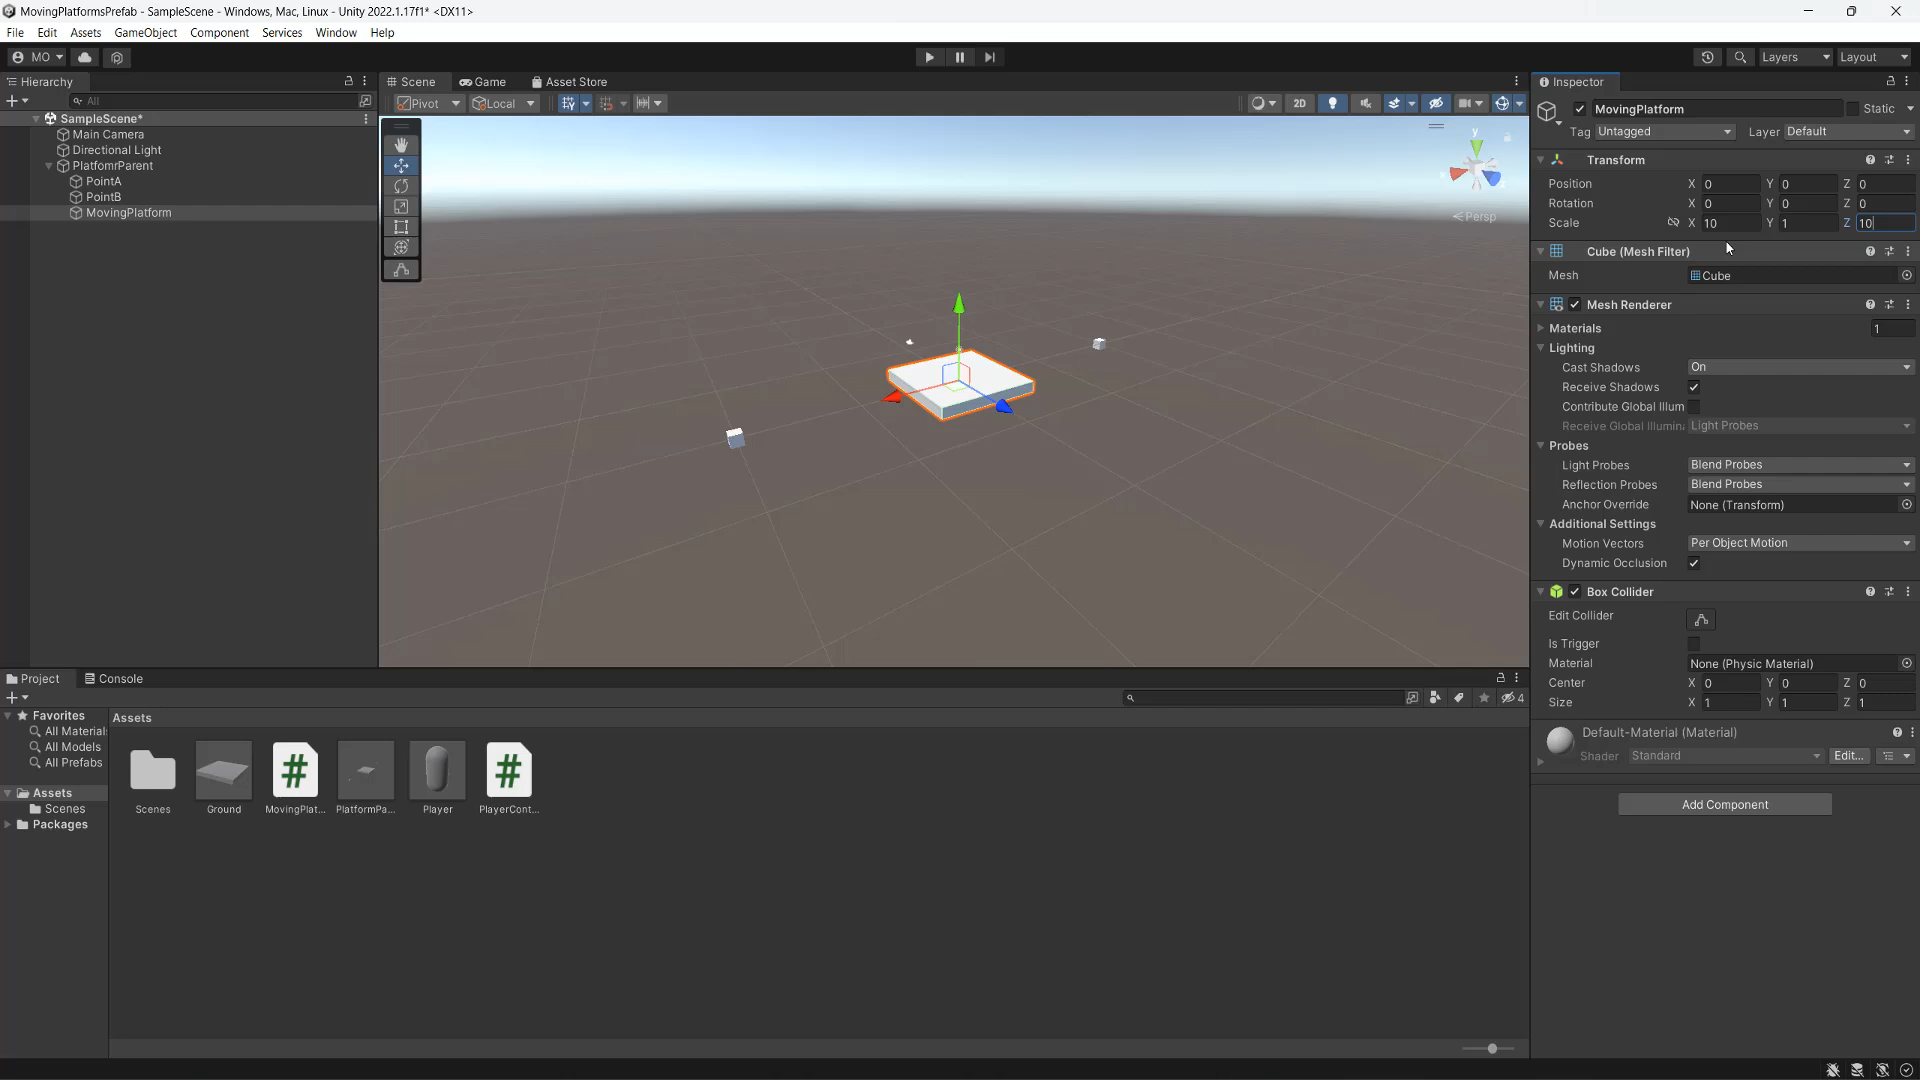 MovingPlatformsPrefab - SampleScene - Windows, Mac, Linux - Unity 2022.1.17f1* <DX11>
File Edit Assets GameObject Component Services Window Help
MO Layers Layout
Hierarchy Scene Game Asset Store Inspector
All Pivot Local 2D MovingPlatform Static
SampleScene*
Main Camera Tag Untagged Layer Default
Directional Light
PlatfomrParent Transform
PointA Position X 0 Y 0 Z 0
PointB Rotation X 0 Y 0 Z 0
MovingPlatform Scale X 10 Y 1 Z 10
y
Persp
Cube (Mesh Filter)
Mesh Cube
Mesh Renderer
Materials 1
Lighting
Cast Shadows On
Receive Shadows
Contribute Global Illum
Receive Global Illumin Light Probes
Probes
Light Probes Blend Probes
Reflection Probes Blend Probes
Anchor Override None (Transform)
Additional Settings
Motion Vectors Per Object Motion
Dynamic Occlusion
Box Collider
Edit Collider
Is Trigger
Material None (Physic Material)
Center X 0 Y 0 Z 0
Size X 1 Y 1 Z 1
Default-Material (Material)
Shader Standard Edit...
Add Component
Project Console
4
Favorites
All Material
All Models
All Prefabs
Assets
Scenes
Packages
Assets
Scenes Ground MovingPlat... PlatformPa... Player PlayerCont...